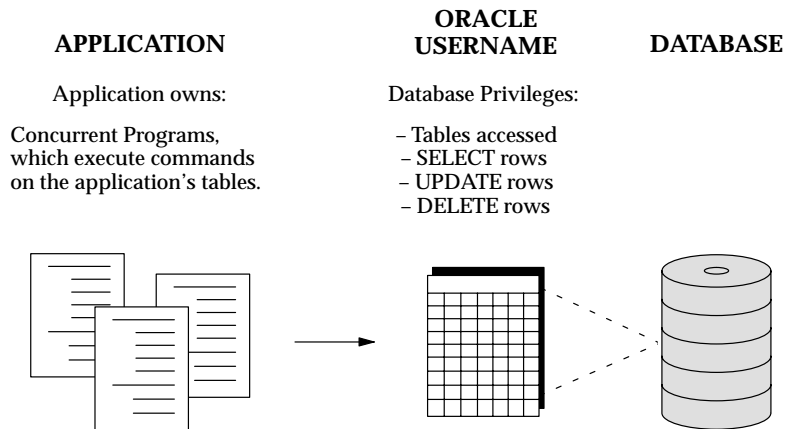 APPLICATION
Application owns:
Concurrent Programs,
which execute commands
on the application's tables.
ORACLE
USERNAME
Database Privileges:
– Tables accessed
– SELECT rows
– UPDATE rows
– DELETE rows
DATABASE